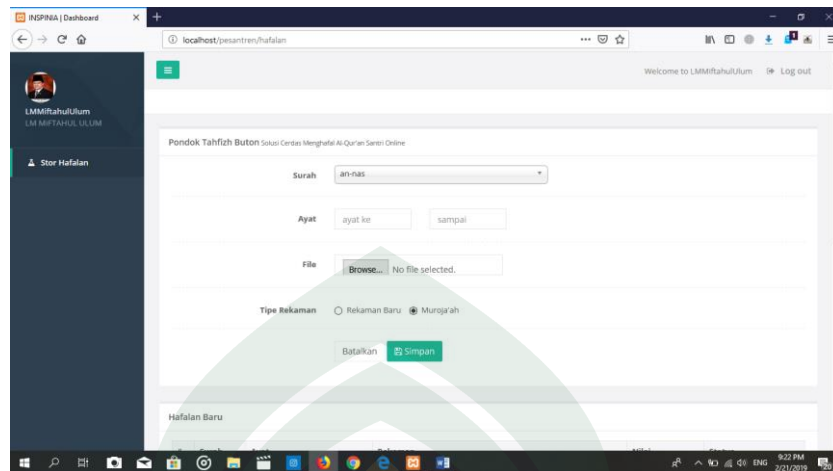 INSPINIA | Dashboard
localhost/pesantren/hafalan
Welcome to LMMiftahulUlum Log out
LMMiftahulUlum
LM MIFTAHUL ULUM
Stor Hafalan
Pondok Tahfizh Buton Solusi Cerdas Menghafal Al-Qur'an Santri Online
Surah an-nas
Ayat ayat ke sampai
File Browse... No file selected.
Tipe Rekaman Rekaman Baru Muroja'ah
Batalkan Simpan
Hafalan Baru
ENG 9:22 PM
2/21/2019